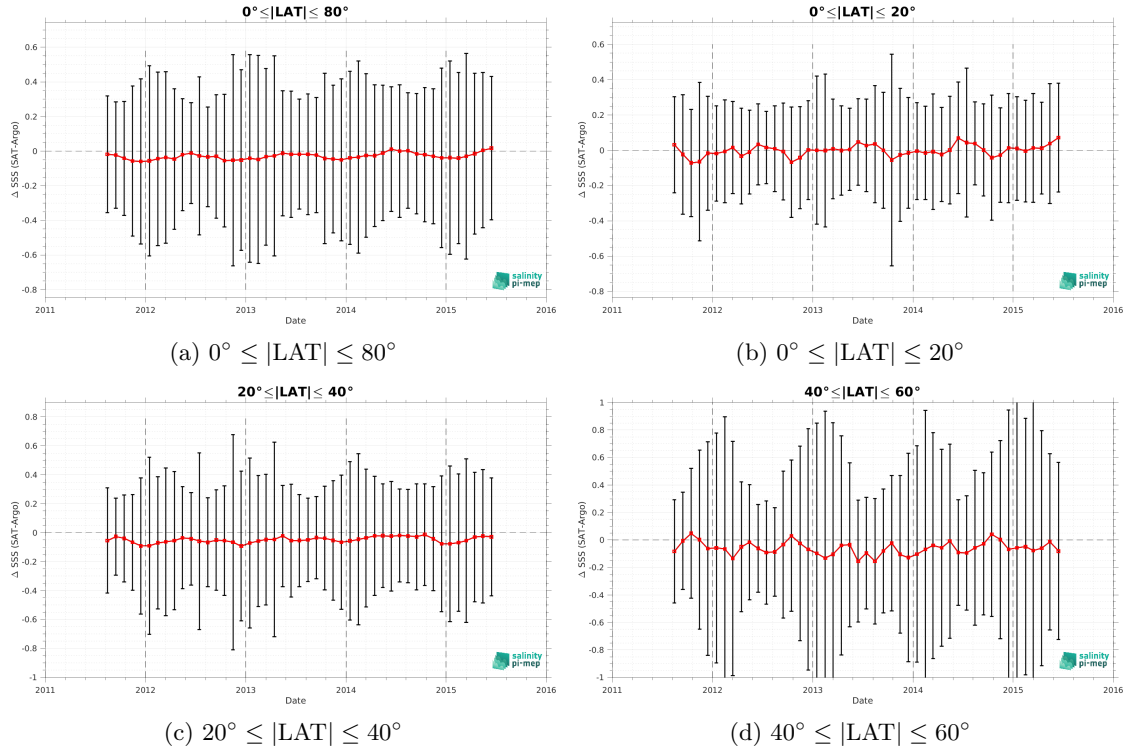 0°≤|LAT|≤ 80°
Δ SSS (SAT-Argo)
0.6
0.4
0.2
0
-0.2
-0.4
-0.6
-0.8
2011
2012
2013
2014
2015
2016
Date
salinity
pi-mep
(a) 0° ≤ |LAT| ≤ 80°
0°≤|LAT|≤ 20°
Δ SSS (SAT-Argo)
0.6
0.4
0.2
0
-0.2
-0.4
-0.6
-0.8
2011
2012
2013
2014
2015
2016
Date
salinity
pi-mep
(b) 0° ≤ |LAT| ≤ 20°
20°≤|LAT|≤ 40°
Δ SSS (SAT-Argo)
0.8
0.6
0.4
0.2
0
-0.2
-0.4
-0.6
-0.8
-1
2011
2012
2013
2014
2015
2016
Date
salinity
pi-mep
(c) 20° ≤ |LAT| ≤ 40°
40°≤|LAT|≤ 60°
Δ SSS (SAT-Argo)
1
0.8
0.6
0.4
0.2
0
-0.2
-0.4
-0.6
-0.8
-1
2011
2012
2013
2014
2015
2016
Date
salinity
pi-mep
(d) 40° ≤ |LAT| ≤ 60°